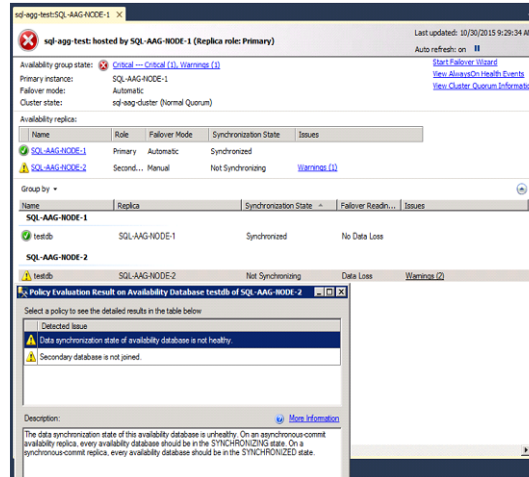 sql-agg-test:SQL-AAG-NODE-1 ×
sql-agg-test: hosted by SQL-AAG-NODE-1 (Replica role: Primary)
Last updated: 10/30/2015 9:29:34 AM
Auto refresh: on
Availability group state: Critical --- Critical (1), Warnings (1)
Start Failover Wizard
Primary instance: SQL-AAG-NODE-1
View AlwaysOn Health Events
Failover mode: Automatic
View Cluster Quorum Informatio
Cluster state: sql-aag-cluster (Normal Quorum)
Availability replica:
Name Role Failover Mode Synchronization State Issues
SQL-AAG-NODE-1 Primary Automatic Synchronized
SQL-AAG-NODE-2 Second... Manual Not Synchronizing Warnings (1)
Group by
Name Replica Synchronization State Failover Readin... Issues
SQL-AAG-NODE-1
testdb SQL-AAG-NODE-1 Synchronized No Data Loss
SQL-AAG-NODE-2
testdb SQL-AAG-NODE-2 Not Synchronizing Data Loss Warnings (2)
Policy Evaluation Result on Availability Database testdb of SQL-AAG-NODE-2
Select a policy to see the detailed results in the table below
Detected Issue
Data synchronization state of availability database is not healthy.
Secondary database is not joined.
Description: More Information
The data synchronization state of this availability database is unhealthy. On an asynchronous-commit
availability replica, every availability database should be in the SYNCHRONIZING state. On a
synchronous-commit replica, every availability database should be in the SYNCHRONIZED state.